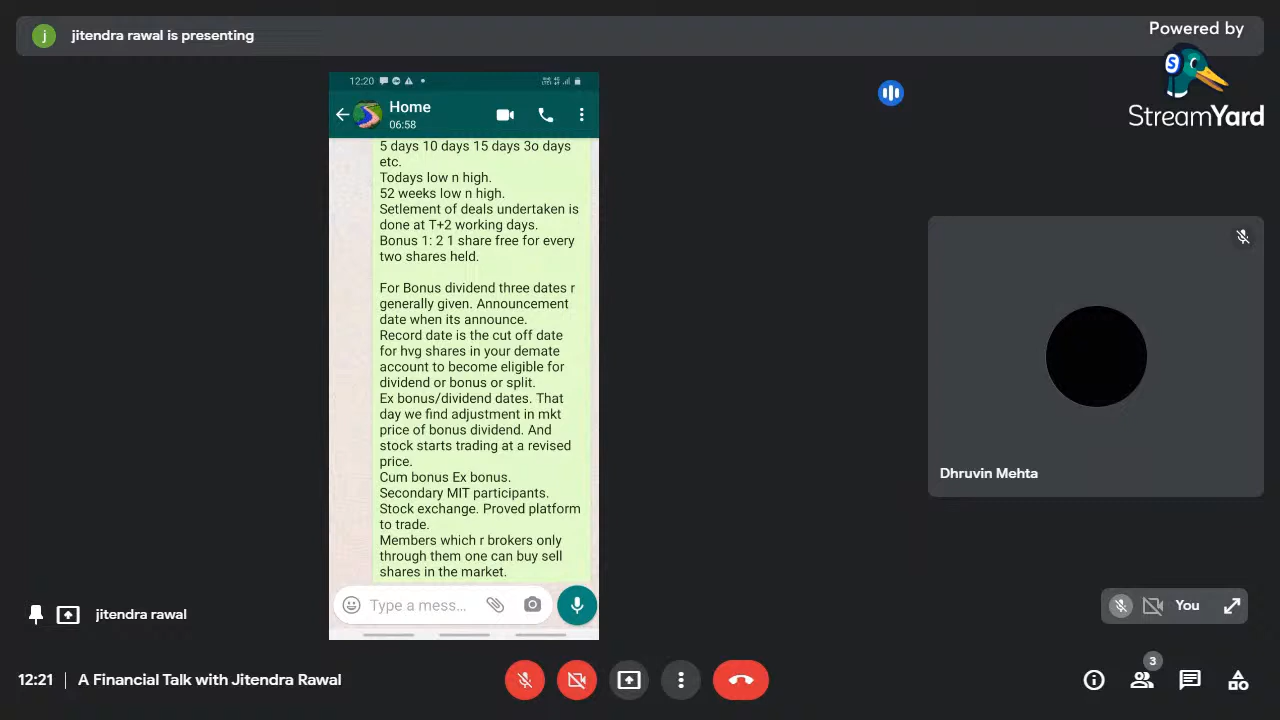 j
jitendra rawal is presenting
Powered by
S
StreamYard
12:20
Home
06:58
5 days 10 days 15 days 3o days
etc.
Todays low n high.
52 weeks low n high.
Setlement of deals undertaken is
done at T+2 working days.
Bonus 1: 2 1 share free for every
two shares held.
For Bonus dividend three dates r
generally given. Announcement
date when its announce.
Record date is the cut off date
for hvg shares in your demate
account to become eligible for
dividend or bonus or split.
Ex bonus/dividend dates. That
day we find adjustment in mkt
price of bonus dividend. And
stock starts trading at a revised
price.
Cum bonus Ex bonus.
Secondary MIT participants.
Stock exchange. Proved platform
to trade.
Members which r brokers only
through them one can buy sell
shares in the market.
Type a mess...
Dhruvin Mehta
You
jitendra rawal
12:21 | A Financial Talk with Jitendra Rawal
3